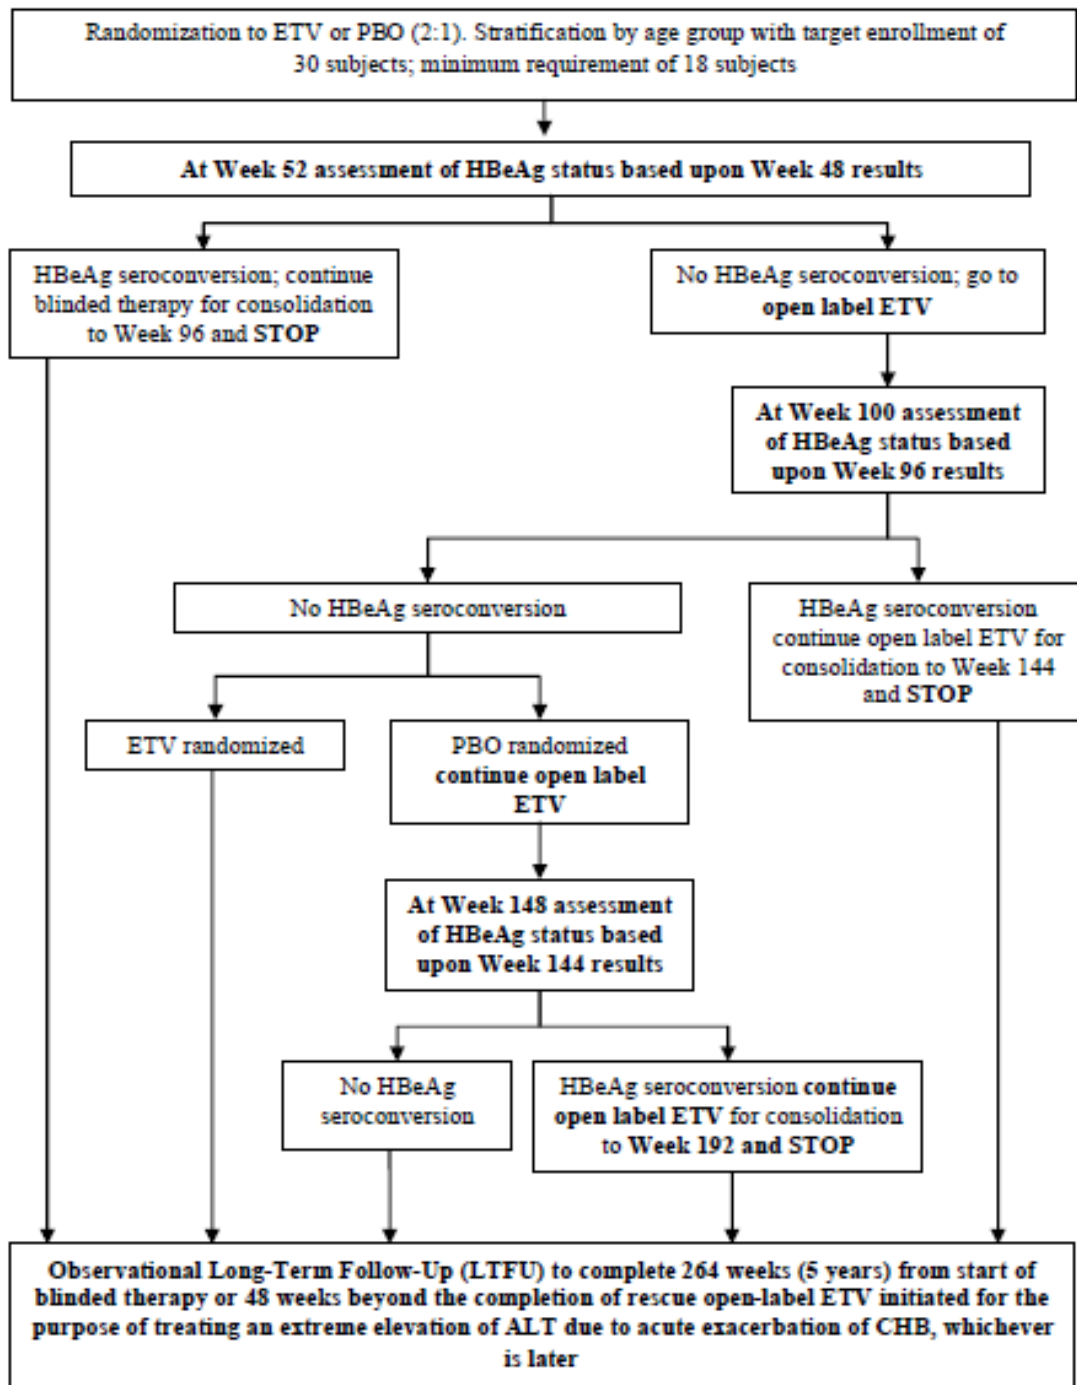 Randomization to ETV or PBO (2:1). Stratification by age group with target enrollment of
30 subjects; minimum requirement of 18 subjects
At Week 52 assessment of HBeAg status based upon Week 48 results
HBeAg seroconversion; continue
blinded therapy for consolidation
to Week 96 and STOP
No HBeAg seroconversion; go to
open label ETV
At Week 100 assessment
of HBeAg status based
upon Week 96 results
No HBeAg seroconversion
HBeAg seroconversion
continue open label ETV for
consolidation to Week 144
and STOP
ETV randomized
PBO randomized
continue open label
ETV
At Week 148 assessment
of HBeAg status based
upon Week 144 results
No HBeAg
seroconversion
HBeAg seroconversion continue
open label ETV for consolidation
to Week 192 and STOP
Observational Long-Term Follow-Up (LTFU) to complete 264 weeks (5 years) from start of
blinded therapy or 48 weeks beyond the completion of rescue open-label ETV initiated for the
purpose of treating an extreme elevation of ALT due to acute exacerbation of CHB, whichever
is later